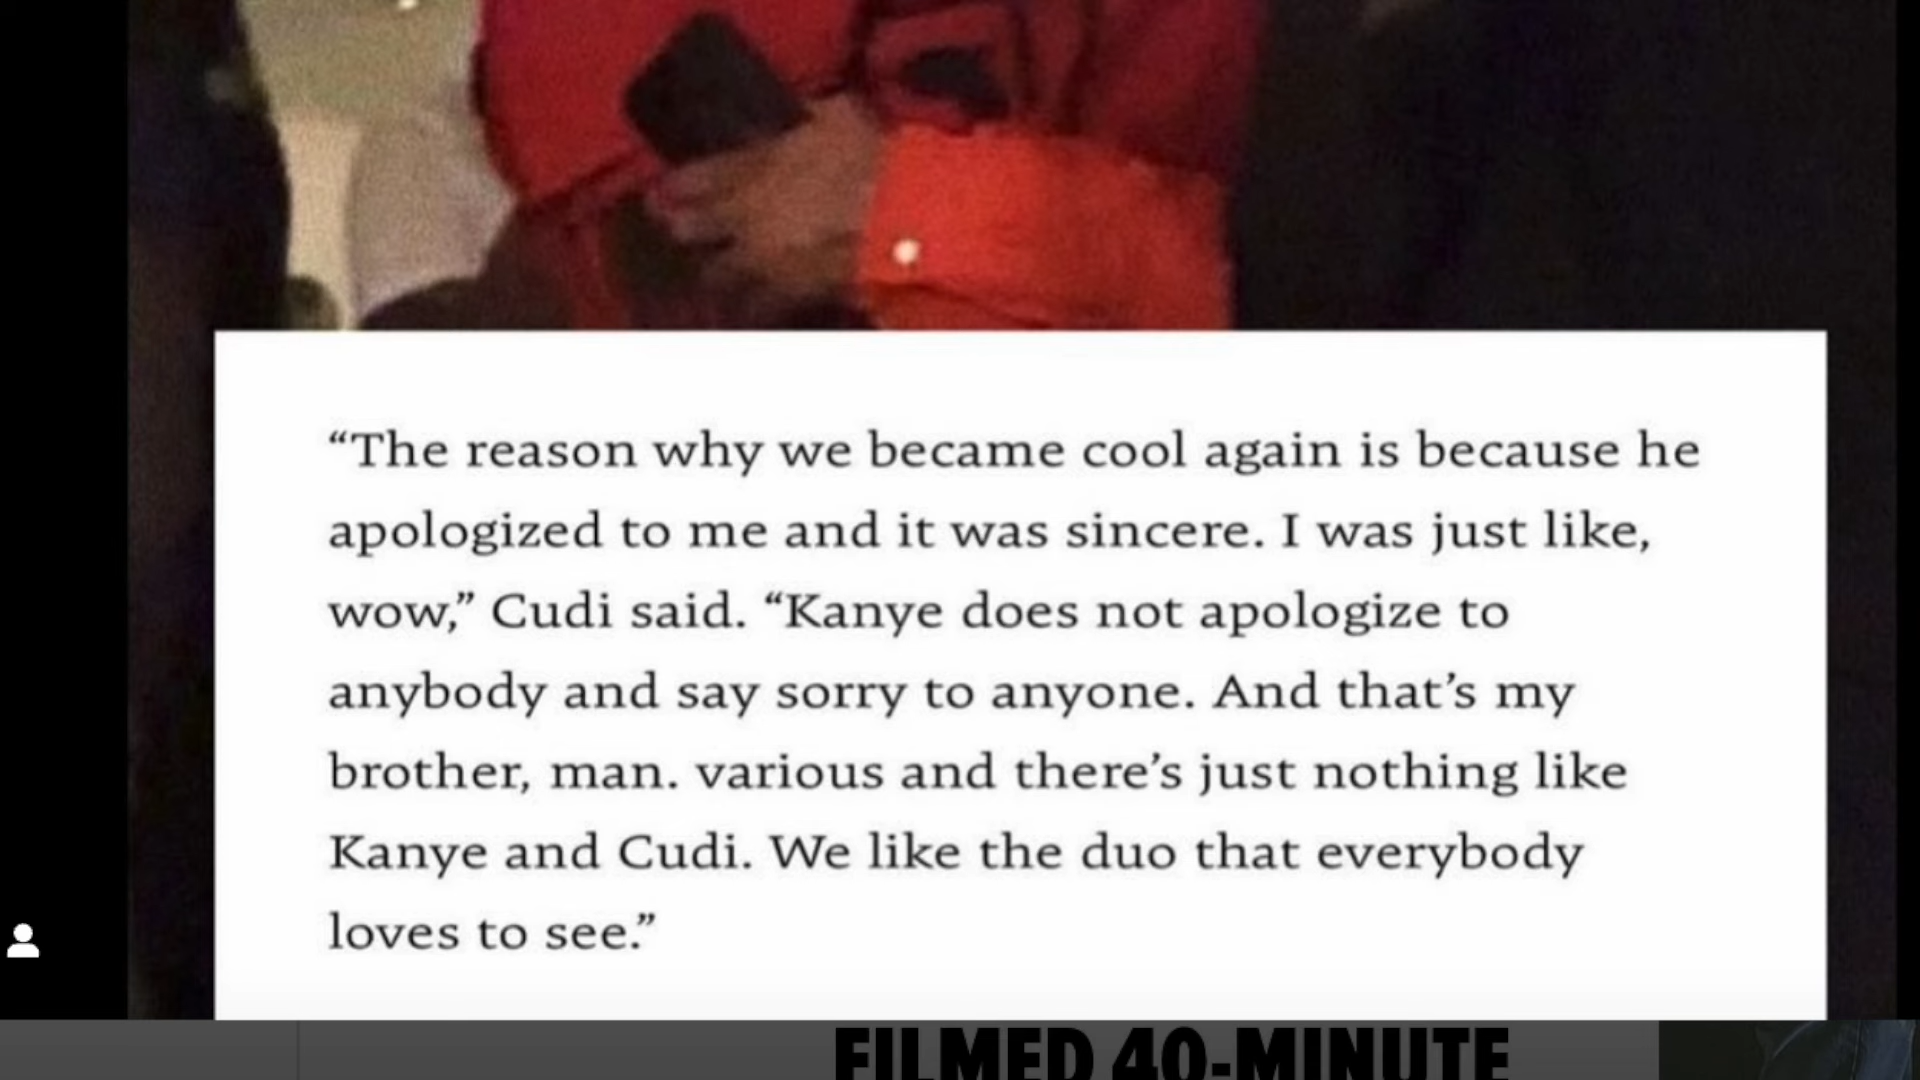 “The reason why we became cool again is because he
apologized to me and it was sincere. I was just like,
wow,” Cudi said. “Kanye does not apologize to
anybody and say sorry to anyone. And that’s my
brother, man. various and there’s just nothing like
Kanye and Cudi. We like the duo that everybody
loves to see.”
FILMED 40-MINUTE